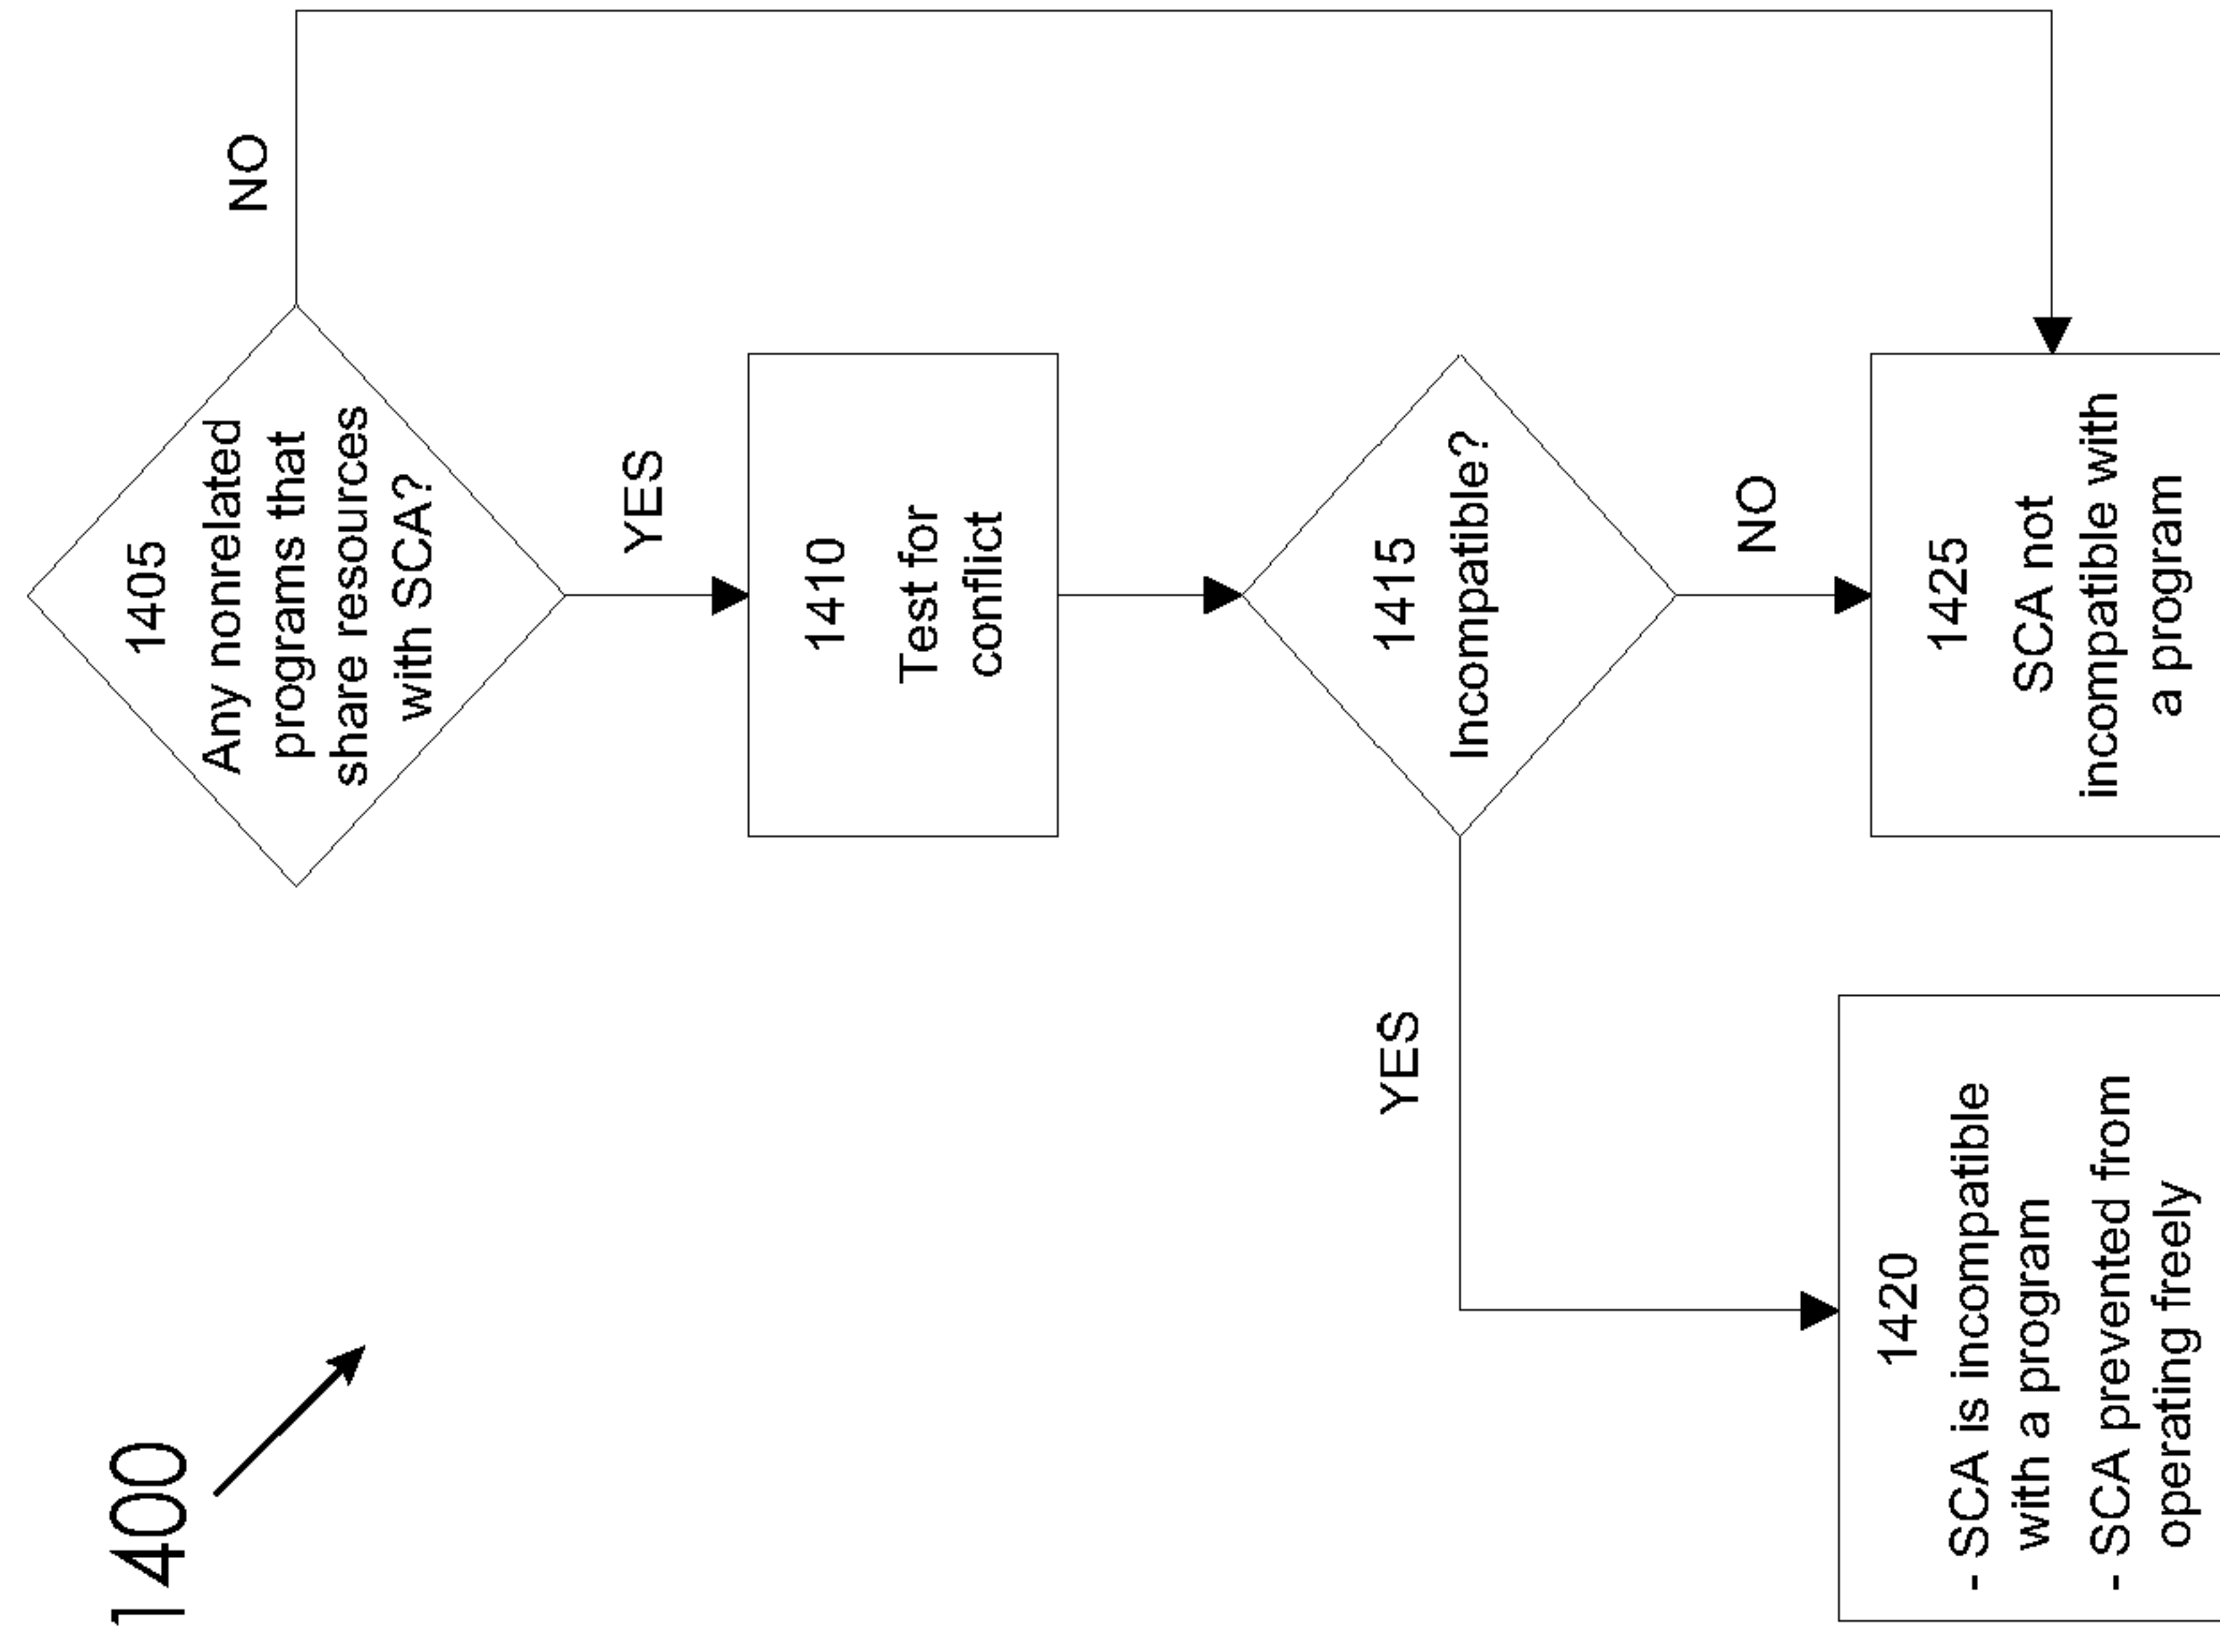 1400
1405
Any nonrelated
programs that
share resources
with SCA?
NO
YES
1410
Test for
conflict
1415
Incompatible?
YES
NO
1420
- SCA is incompatible
with a program
- SCA prevented from
operating freely
1425
SCA not
incompatible with
a program